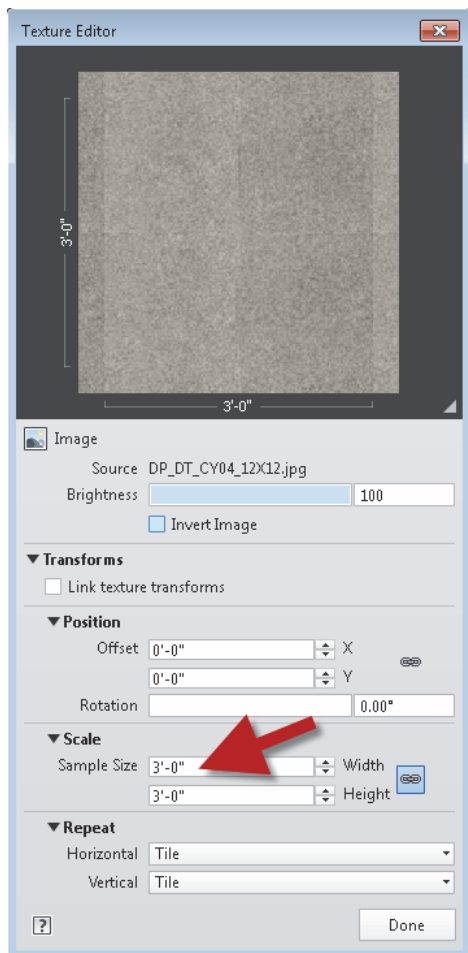 Texture Editor
3'-0"
3'-0"
Image
Source DP_DT_CY04_12X12.jpg
Brightness 100
Invert Image
Transforms
Link texture transforms
Position
Offset 0'-0" X
0'-0" Y
Rotation 0.00°
Scale
Sample Size 3'-0" Width
3'-0" Height
Repeat
Horizontal Tile
Vertical Tile
? Done